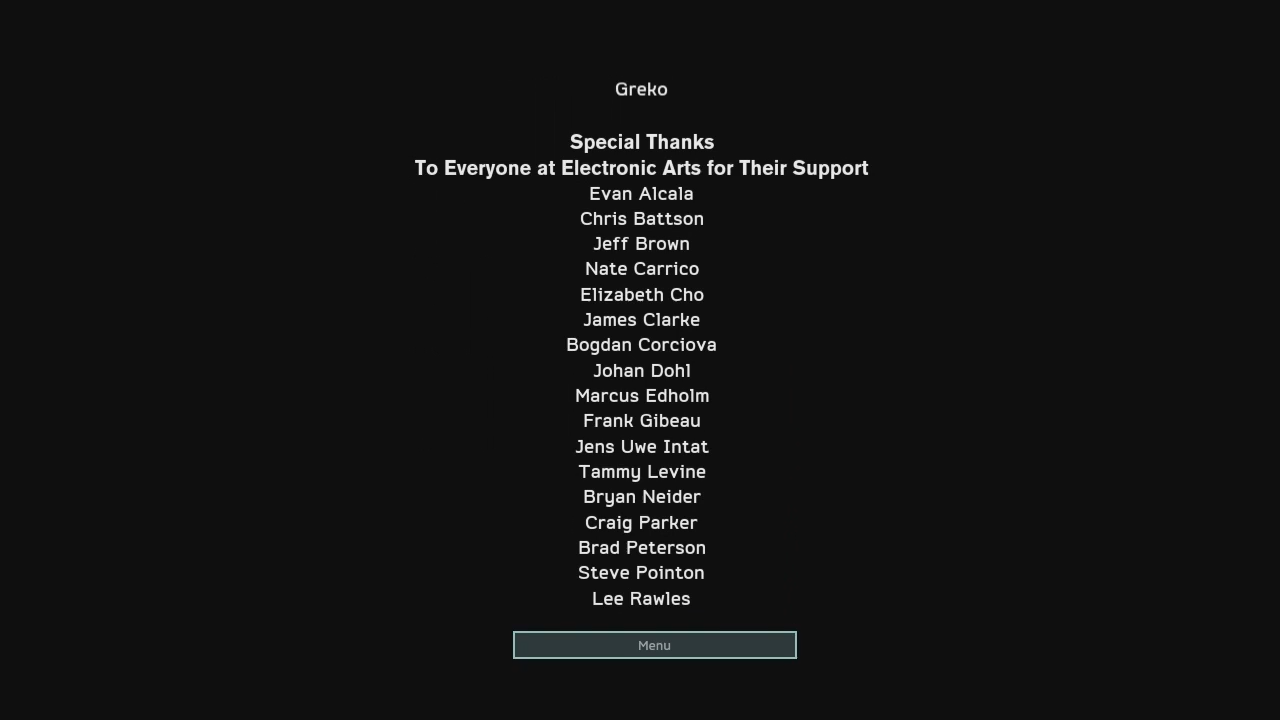 Greko
Special Thanks
To Everyone at Electronic Arts for Their Support
Evan Alcala
Chris Battson
Jeff Brown
Nate Carrico
Elizabeth Cho
James Clarke
Bogdan Corciova
Johan Dohl
Marcus Edholm
Frank Gibeau
Jens Uwe Intat
Tammy Levine
Bryan Neider
Craig Parker
Brad Peterson
Steve Pointon
Lee Rawles
Menu